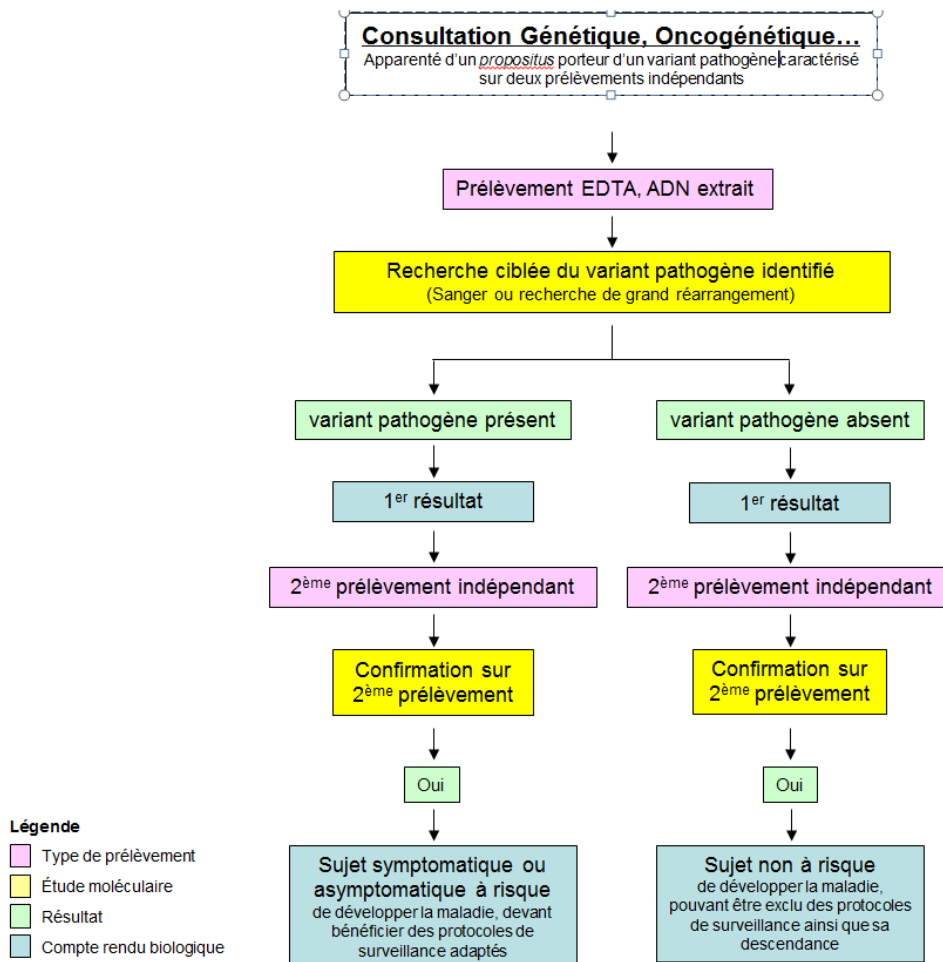 Consultation Génétique, Oncogénétique…
Apparenté d’un propositus porteur d’un variant pathogène caractérisé
sur deux prélèvements indépendants
Prélèvement EDTA, ADN extrait
Recherche ciblée du variant pathogène identifié
(Sanger ou recherche de grand réarrangement)
variant pathogène présent
variant pathogène absent
1er résultat
1er résultat
2ème prélèvement indépendant
2ème prélèvement indépendant
Confirmation sur
2ème prélèvement
Confirmation sur
2ème prélèvement
Oui
Oui
Sujet symptomatique ou
asymptomatique à risque
de développer la maladie, devant
bénéficier des protocoles de
surveillance adaptés
Sujet non à risque
de développer la maladie,
pouvant être exclu des protocoles
de surveillance ainsi que sa
descendance
Légende
Type de prélèvement
Étude moléculaire
Résultat
Compte rendu biologique